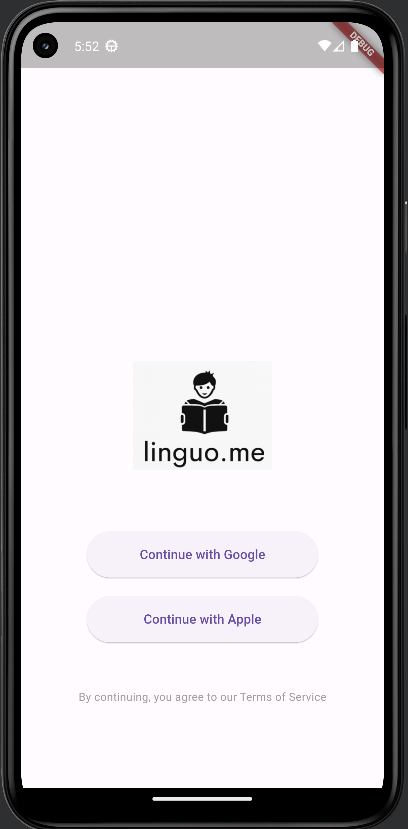 5:52
DEBUG
linguo.me
Continue with Google
Continue with Apple
By continuing, you agree to our Terms of Service